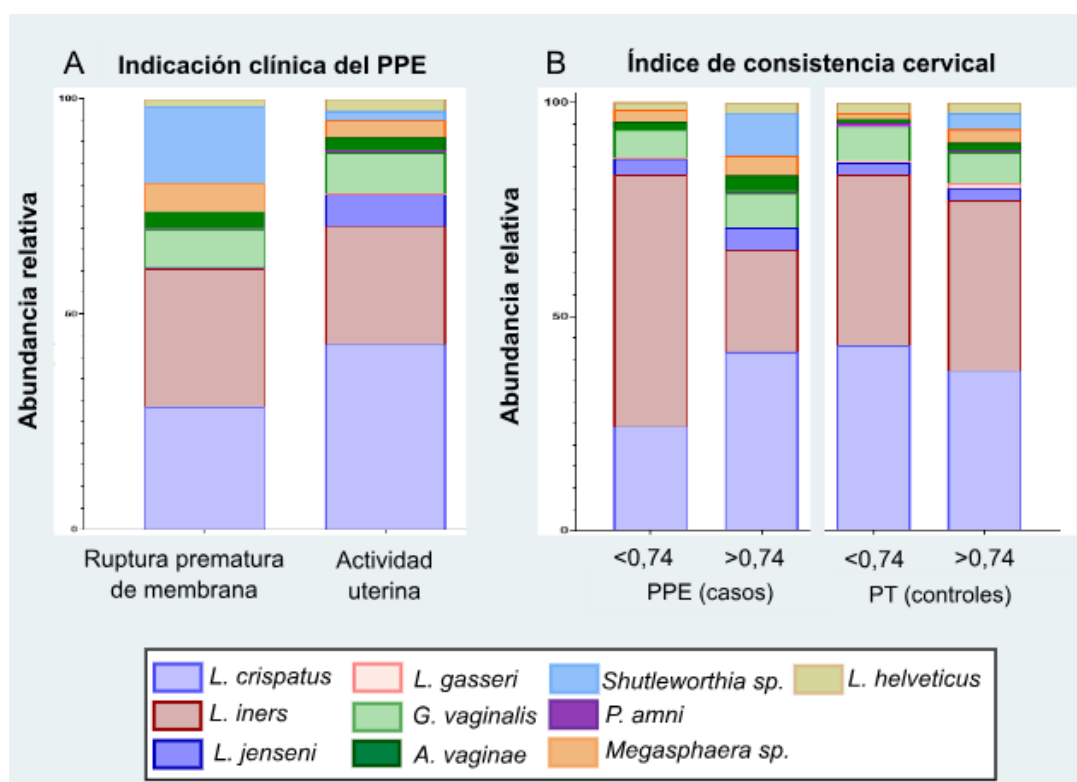 A
Indicación clínica del PPE
Abundancia relativa
100
50
0
Ruptura prematura
de membrana
Actividad
uterina
B
Índice de consistencia cervical
Abundancia relativa
100
50
0
<0,74
>0,74
<0,74
>0,74
PPE (casos)
PT (controles)
L. crispatus
L. gasseri
Shutleworthia sp.
L. helveticus
L. iners
G. vaginalis
P. amni
L. jenseni
A. vaginae
Megasphaera sp.